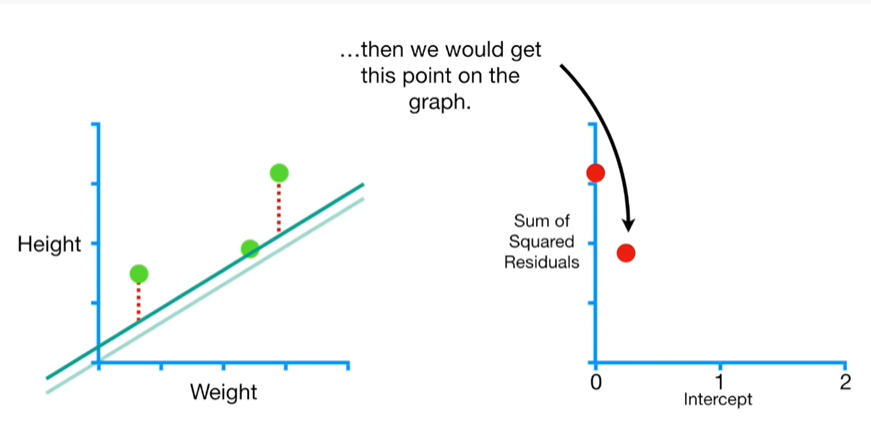 …then we would get
this point on the
graph.
Height
Weight
Sum of
Squared
Residuals
0
1
2
Intercept